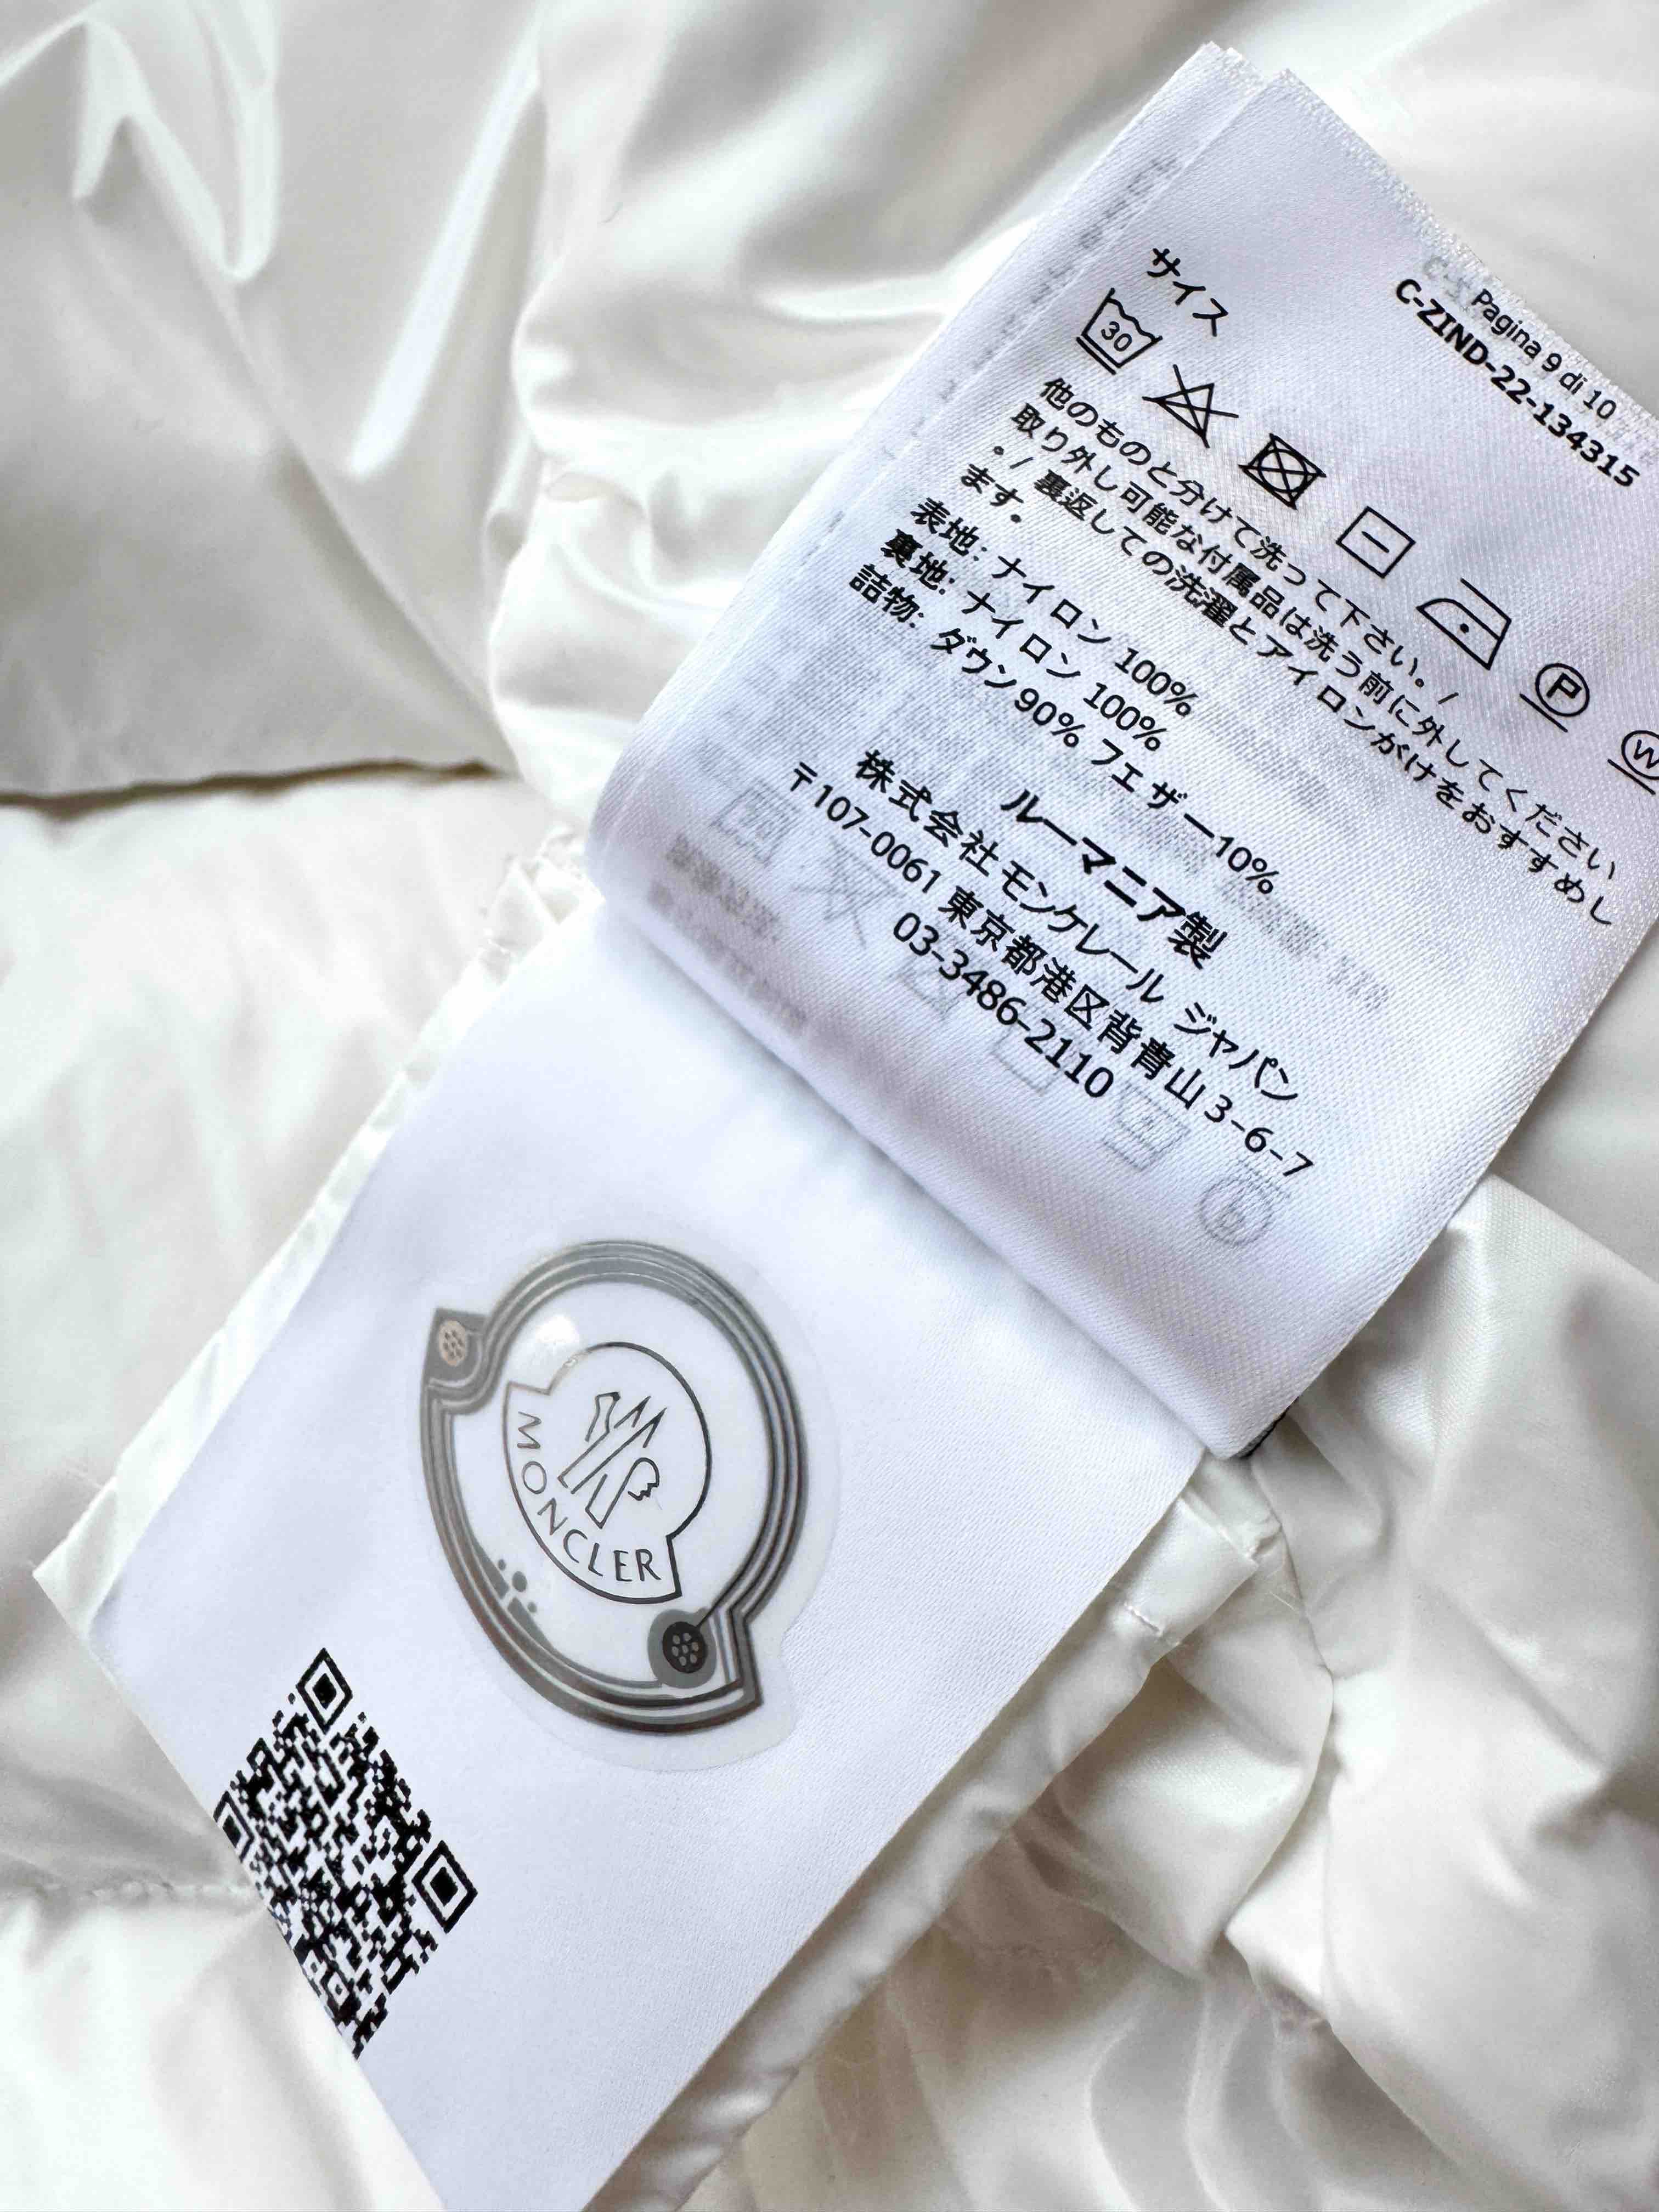 Pagina 9 di 10
C-ZIND-22-134315
サイズ
30
P
W
他のものと分けて洗って下さい。 /
取り外し可能な付属品は洗う前に外してください
。/ 裏返しての洗濯とアイロンがけをおすすめし
ます。
表地: ナイロン 100%
裏地: ナイロン 100%
詰物: ダウン 90% フェザー10%
ルーマニア製
株式会社モンクレール ジャパン
〒107-0061 東京都港区背青山 3-6-7
03-3486-2110
MONCLER